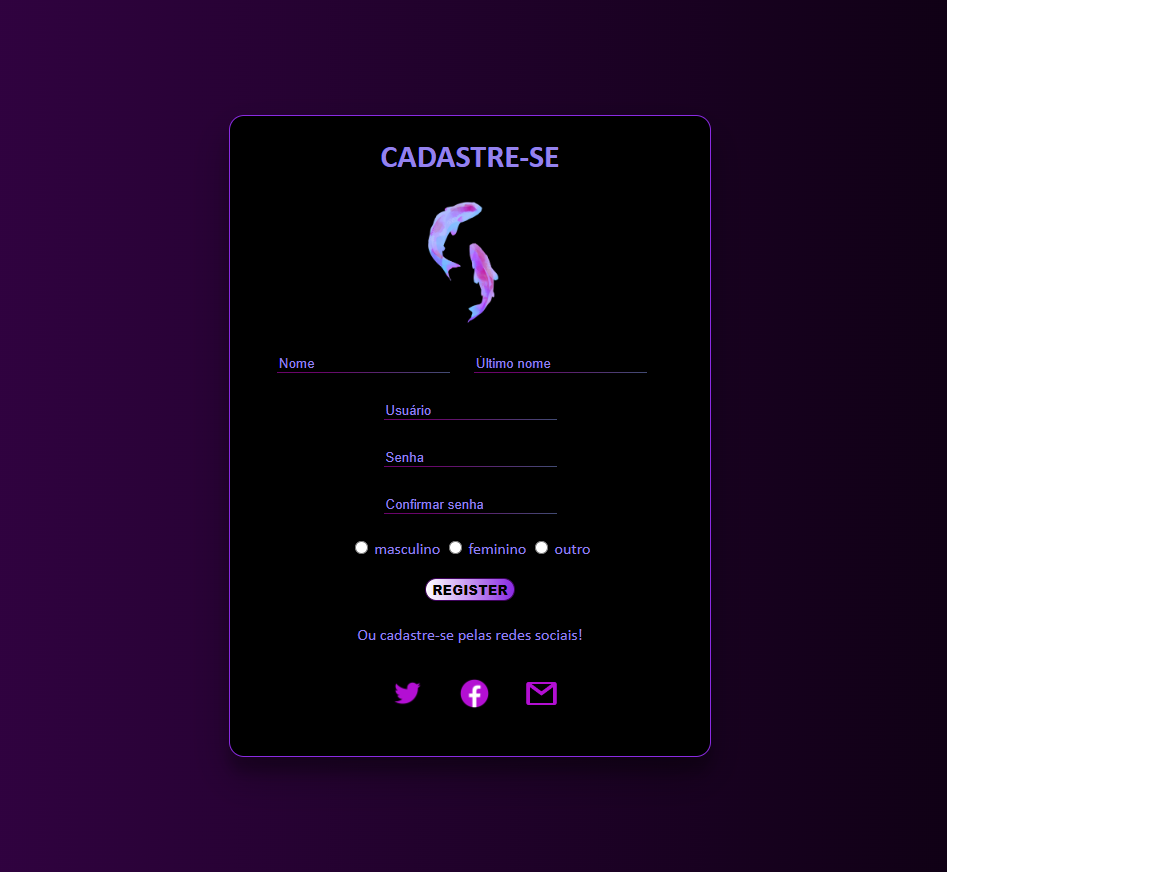 CADASTRE-SE
Nome Último nome
Usuário
Senha
Confirmar senha
masculino feminino outro
REGISTER
Ou cadastre-se pelas redes sociais!